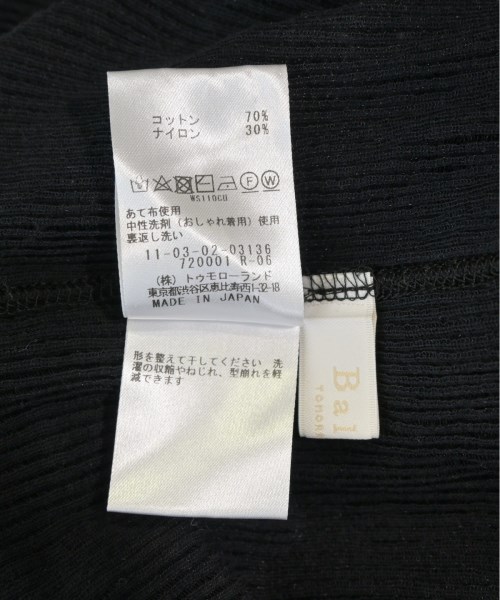 コットン 70%
ナイロン 30%
WS110CU
あて布使用
中性洗剤（おしゃれ着用）使用
裏返し洗い
11-03-02-03136
720001 R-06
（株）トゥモローランド
東京都渋谷区恵比寿西1-32-18
MADE IN JAPAN
形を整えて干してください 洗
濯の収縮やねじれ、型崩れを軽
減できます